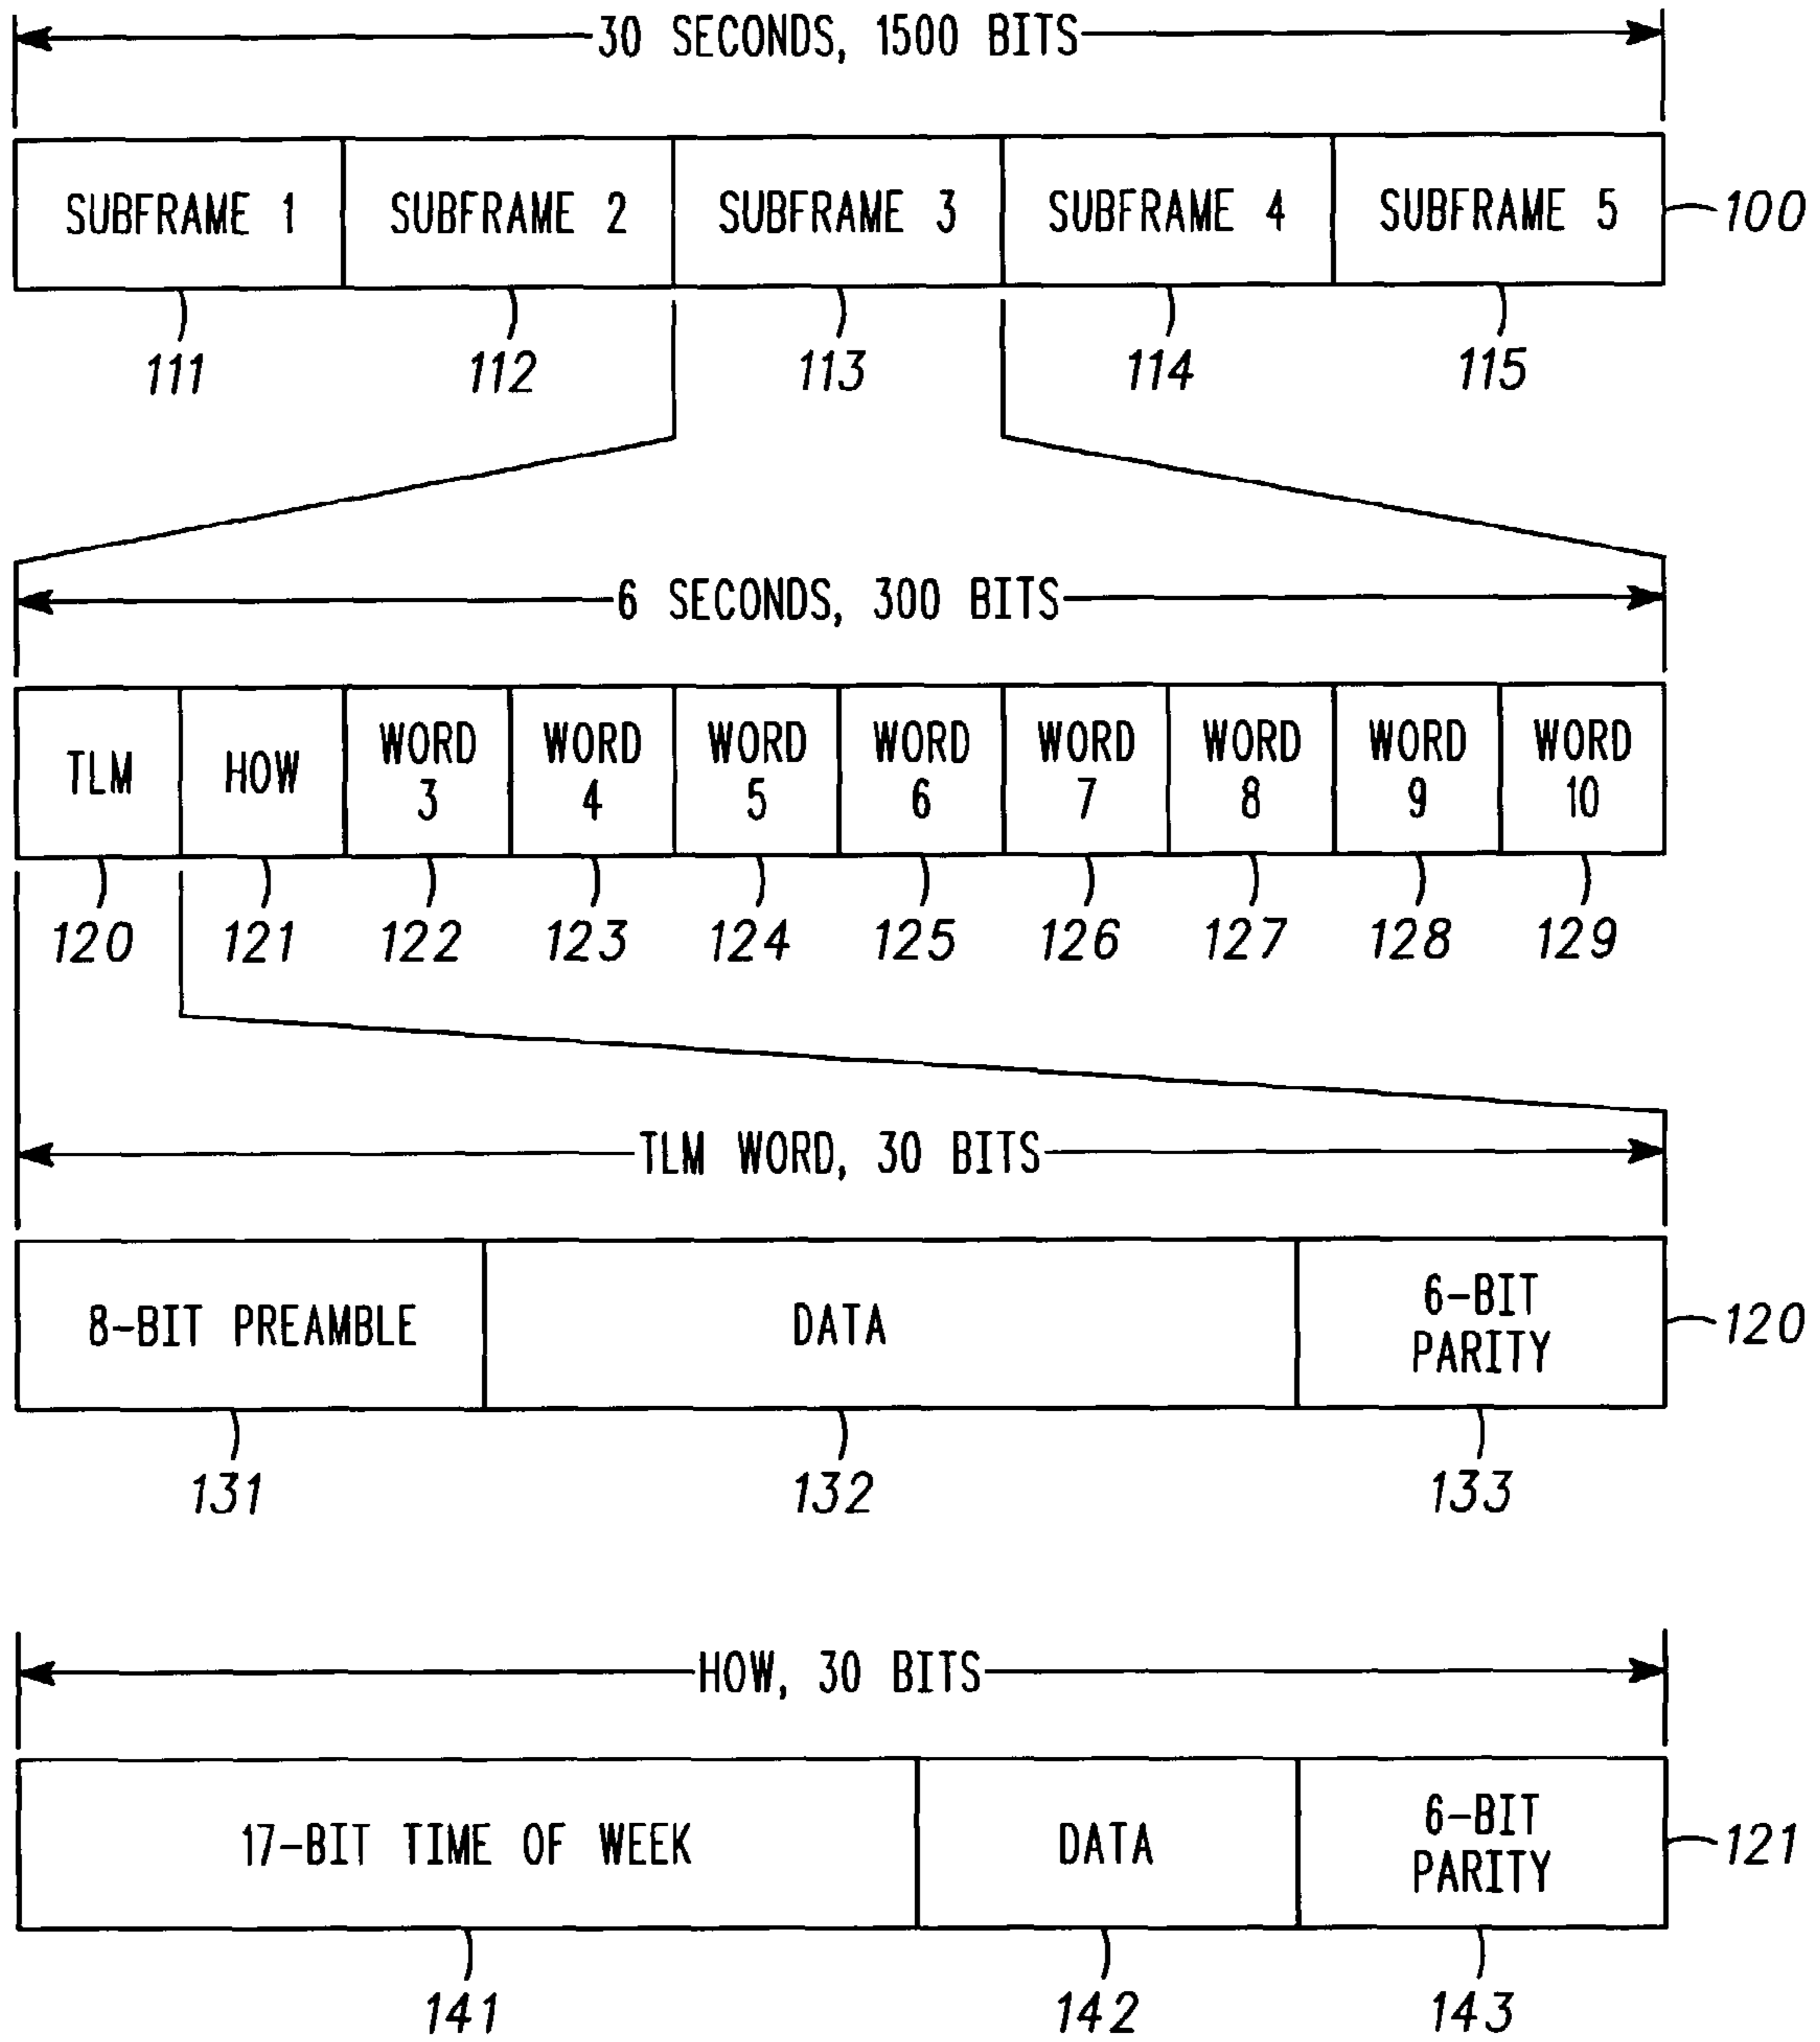 30 SECONDS, 1500 BITS
SUBFRAME 1 SUBFRAME 2 SUBFRAME 3 SUBFRAME 4 SUBFRAME 5 100
111 112 113 114 115
6 SECONDS, 300 BITS
TLM HOW WORD 3 WORD 4 WORD 5 WORD 6 WORD 7 WORD 8 WORD 9 WORD 10
120 121 122 123 124 125 126 127 128 129
TLM WORD, 30 BITS
8-BIT PREAMBLE DATA 6-BIT PARITY 120
131 132 133
HOW, 30 BITS
17-BIT TIME OF WEEK DATA 6-BIT PARITY 121
141 142 143